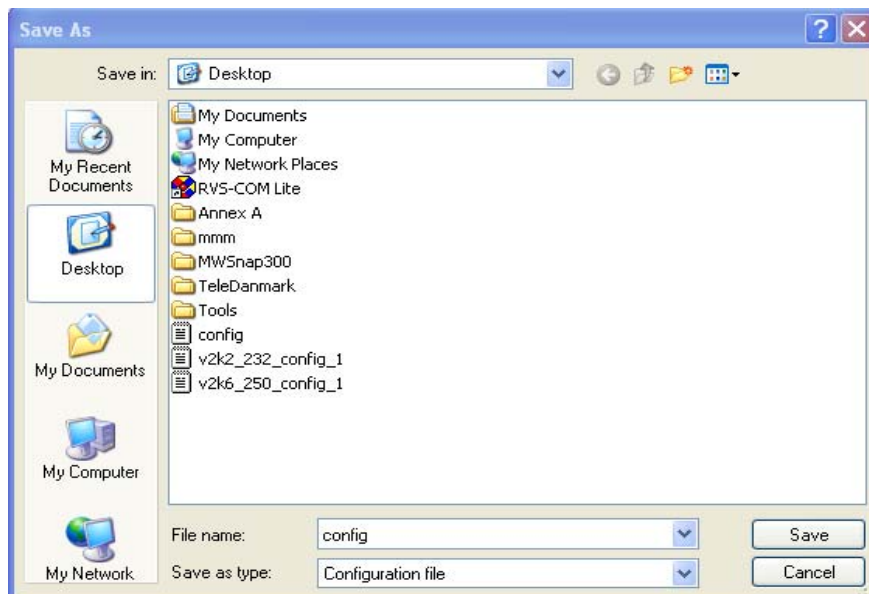 Save As
Save in:
Desktop
My Recent
Documents
Desktop
My Documents
My Computer
My Network
My Documents
My Computer
My Network Places
RVS-COM Lite
Annex A
mmm
MWSnap300
TeleDanmark
Tools
config
v2k2_232_config_1
v2k6_250_config_1
File name:
config
Save
Save as type:
Configuration file
Cancel